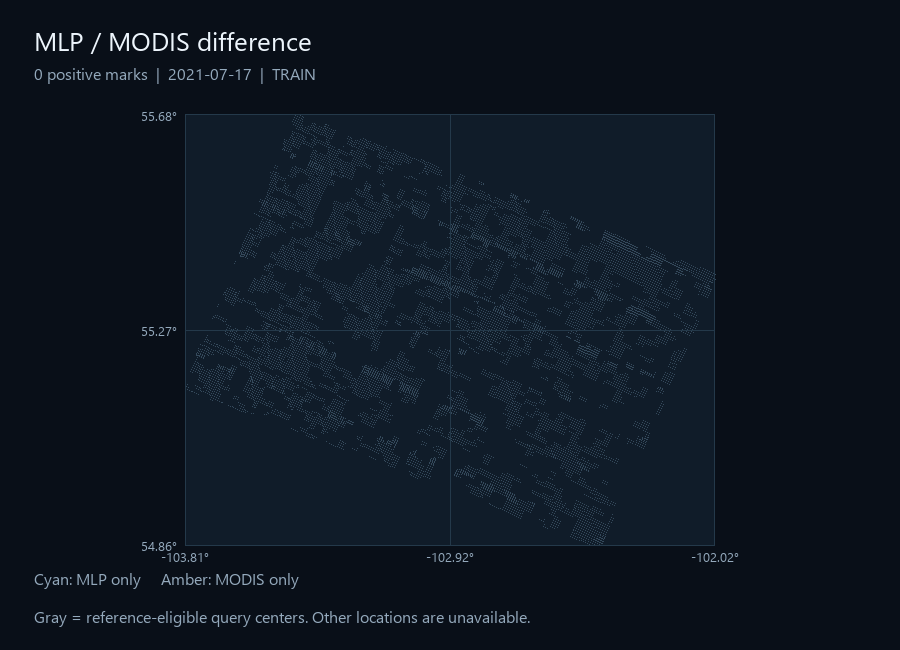 MLP / MODIS difference
0 positive marks | 2021-07-17 | TRAIN
55.68°
55.27°
54.86°
-103.81° -102.92° -102.02°
Cyan: MLP only Amber: MODIS only
Gray = reference-eligible query centers. Other locations are unavailable.